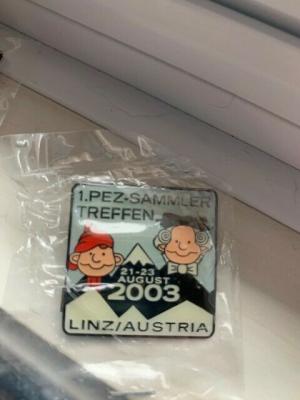 1.PEZ-SAMMLER
TREFFEN
21-23
AUGUST
2003
LINZ/AUSTRIA